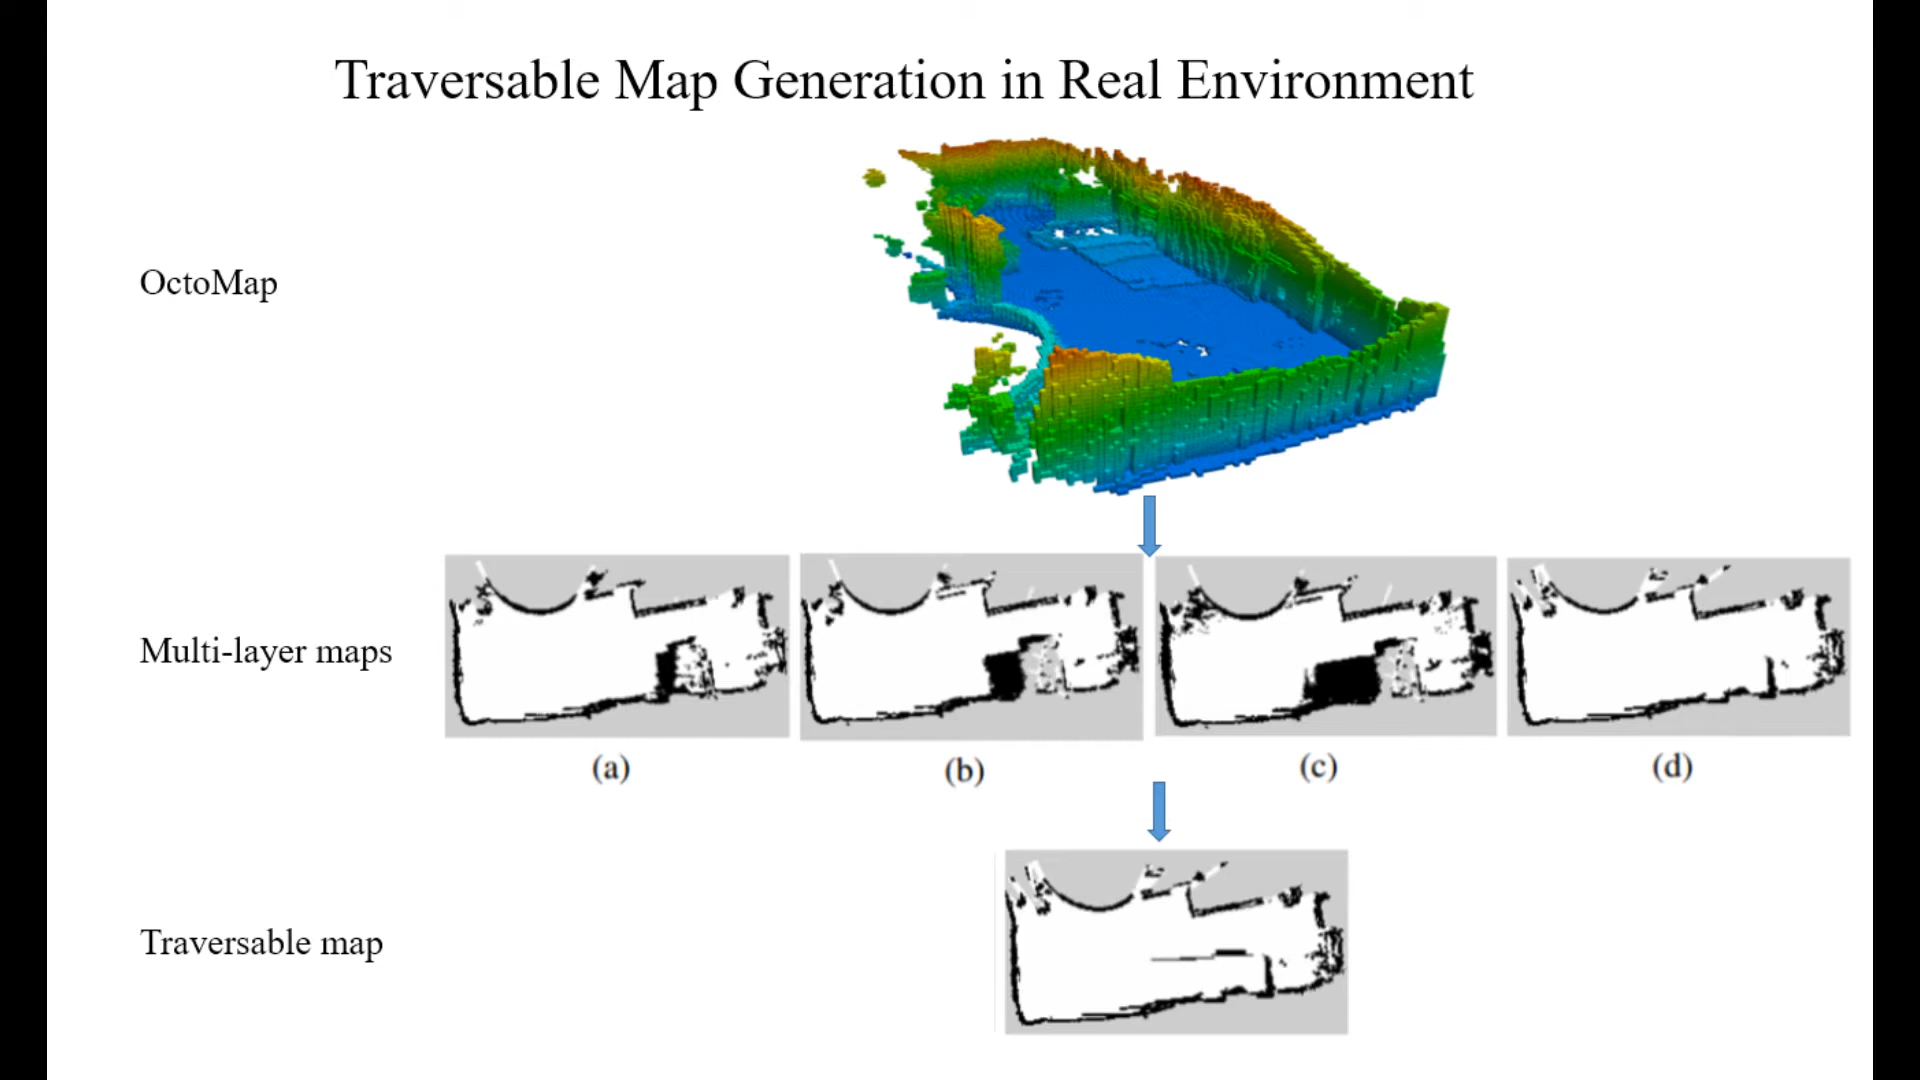 Traversable Map Generation in Real Environment
OctoMap
Multi-layer maps
(a)
(b)
(c)
(d)
Traversable map